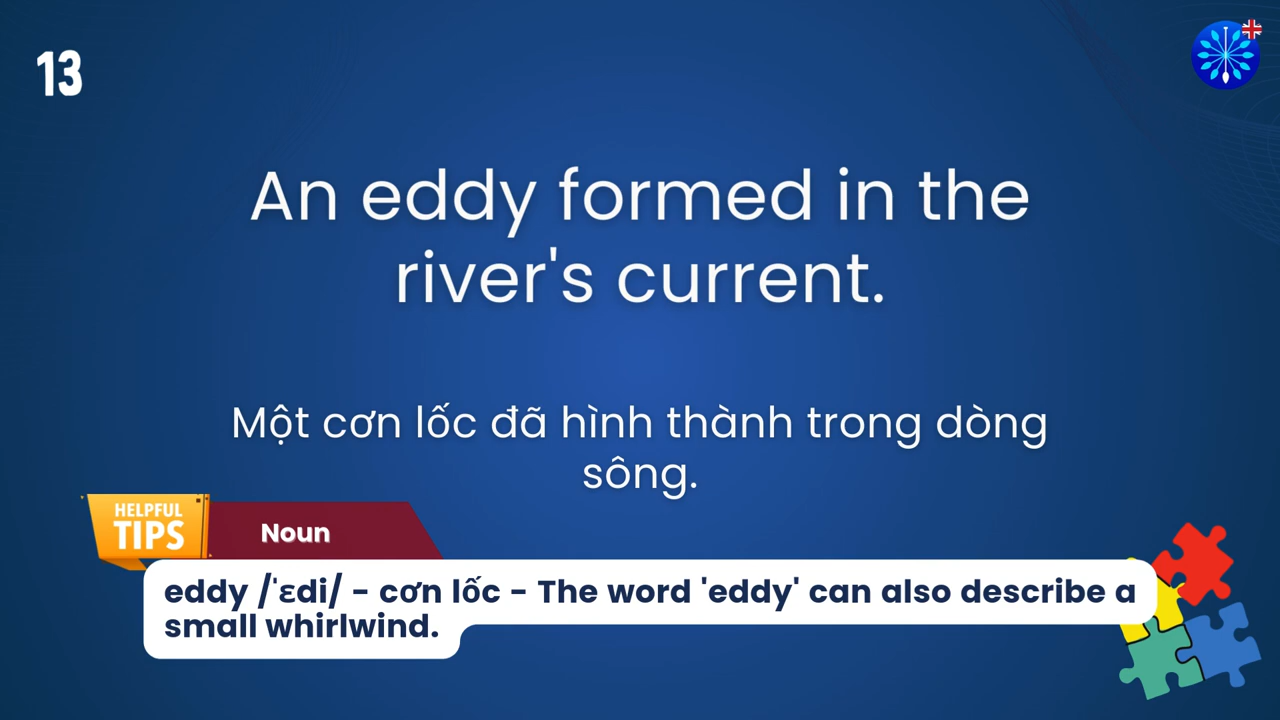 13
An eddy formed in the
river's current.
Một cơn lốc đã hình thành trong dòng
sông.
HELPFUL
TIPS
Noun
eddy /ˈɛdi/ - cơn lốc - The word 'eddy' can also describe a
small whirlwind.